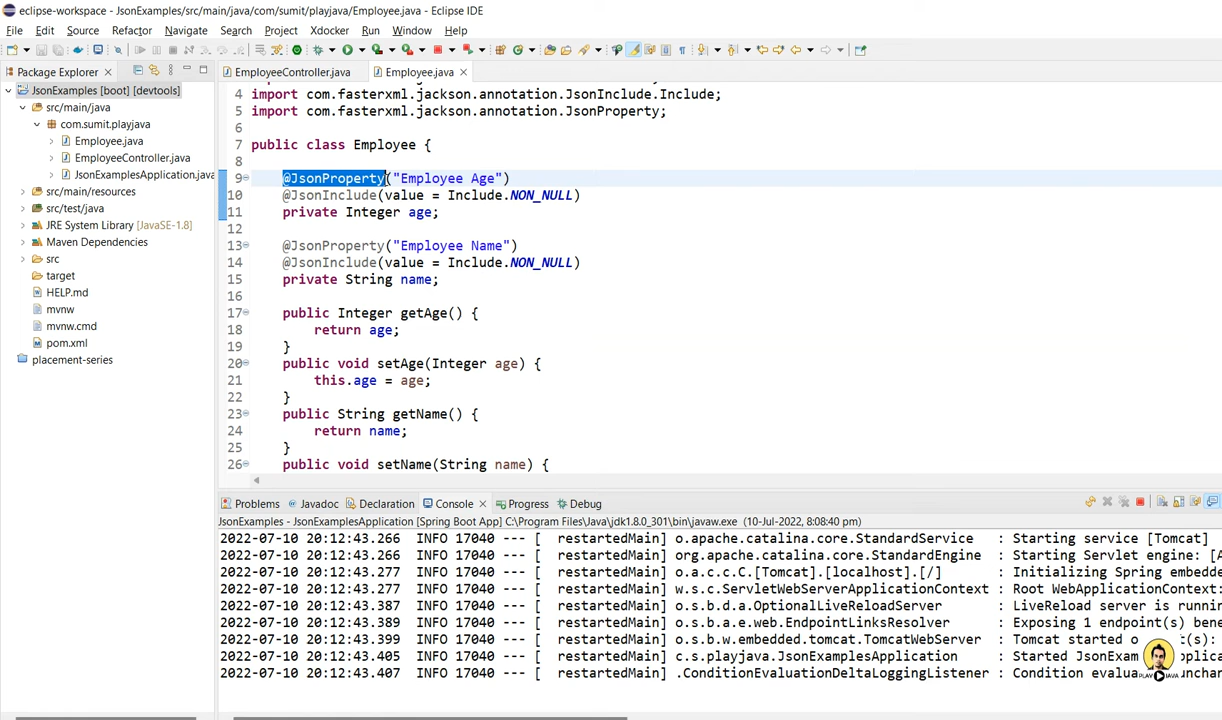 eclipse-workspace - JsonExamples/src/main/java/com/sumit/playjava/Employee.java - Eclipse IDE
File Edit Source Refactor Navigate Search Project Xdocker Run Window Help
Package Explorer
EmployeeController.java Employee.java
JsonExamples [boot] [devtools]
src/main/java
com.sumit.playjava
Employee.java
EmployeeController.java
JsonExamplesApplication.java
src/main/resources
src/test/java
JRE System Library [JavaSE-1.8]
Maven Dependencies
src
target
HELP.md
mvnw
mvnw.cmd
pom.xml
placement-series
4 import com.fasterxml.jackson.annotation.JsonInclude.Include;
5 import com.fasterxml.jackson.annotation.JsonProperty;
6
7 public class Employee {
8
9 @JsonProperty("Employee Age")
10 @JsonInclude(value = Include.NON_NULL)
11 private Integer age;
12
13 @JsonProperty("Employee Name")
14 @JsonInclude(value = Include.NON_NULL)
15 private String name;
16
17 public Integer getAge() {
18 return age;
19 }
20 public void setAge(Integer age) {
21 this.age = age;
22 }
23 public String getName() {
24 return name;
25 }
26 public void setName(String name) {
Problems Javadoc Declaration Console Progress Debug
JsonExamples - JsonExamplesApplication [Spring Boot App] C:\Program Files\Java\jdk1.8.0_301\bin\javaw.exe (10-Jul-2022, 8:08:40 pm)
2022-07-10 20:12:43.266 INFO 17040 --- [ restartedMain] o.apache.catalina.core.StandardService : Starting service [Tomcat]
2022-07-10 20:12:43.266 INFO 17040 --- [ restartedMain] org.apache.catalina.core.StandardEngine : Starting Servlet engine: [A
2022-07-10 20:12:43.277 INFO 17040 --- [ restartedMain] o.a.c.c.C.[Tomcat].[localhost].[/] : Initializing Spring embedde
2022-07-10 20:12:43.277 INFO 17040 --- [ restartedMain] w.s.c.ServletWebServerApplicationContext : Root WebApplicationContext:
2022-07-10 20:12:43.387 INFO 17040 --- [ restartedMain] o.s.b.d.a.OptionalLiveReloadServer : LiveReload server is runnin
2022-07-10 20:12:43.389 INFO 17040 --- [ restartedMain] o.s.b.a.e.web.EndpointLinksResolver : Exposing 1 endpoint(s) bene
2022-07-10 20:12:43.399 INFO 17040 --- [ restartedMain] o.s.b.w.embedded.tomcat.TomcatWebServer : Tomcat started o t(s):
2022-07-10 20:12:43.405 INFO 17040 --- [ restartedMain] c.s.playjava.JsonExamplesApplication : Started JsonExam pplica
2022-07-10 20:12:43.407 INFO 17040 --- [ restartedMain] .ConditionEvaluationDeltaLoggingListener : Condition evalua unchar
PLAY JAVA